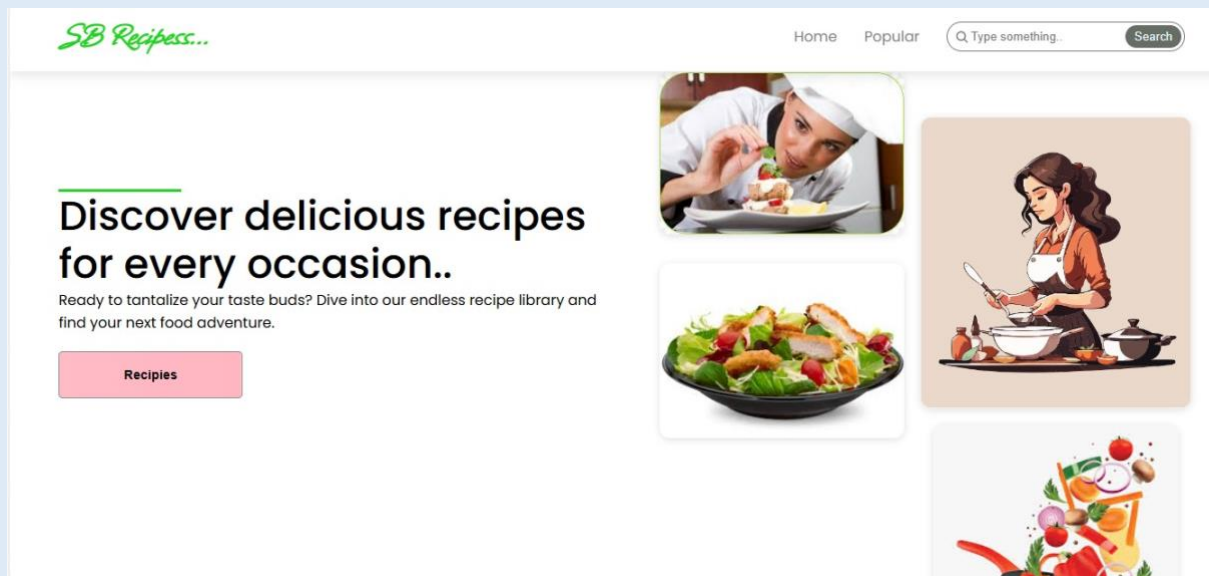 SB Recipess...
Home
Popular
Type something..
Search
Discover delicious recipes
for every occasion..
Ready to tantalize your taste buds? Dive into our endless recipe library and
find your next food adventure.
Recipies